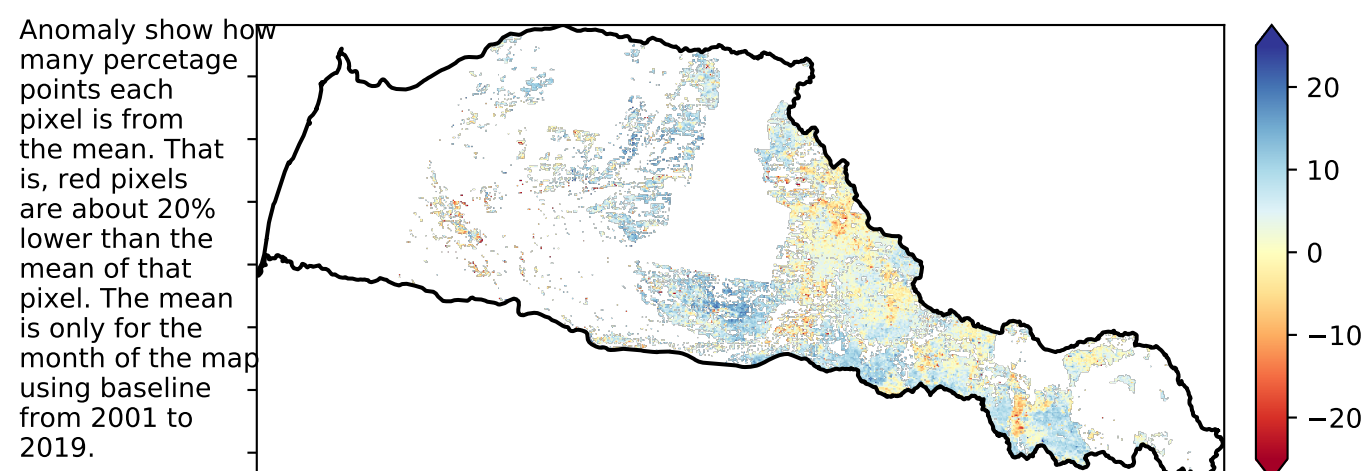 Anomaly show how
many percetage
points each
pixel is from
the mean. That
is, red pixels
are about 20%
lower than the
mean of that
pixel. The mean
is only for the
month of the map
using baseline
from 2001 to
2019.
20
10
0
−10
−20